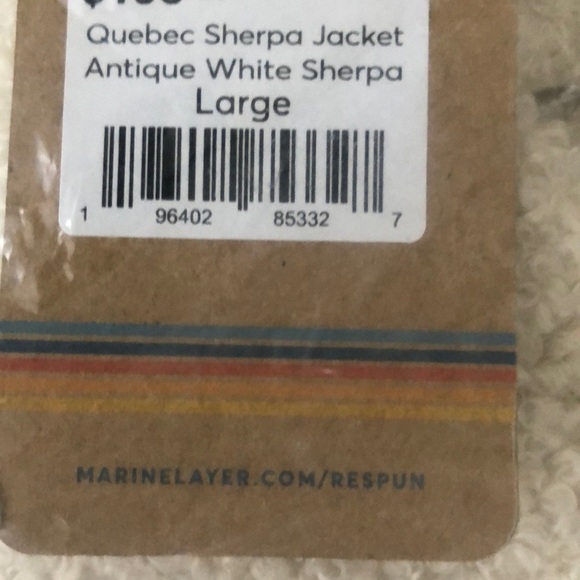 Quebec Sherpa Jacket
Antique White Sherpa
Large
1 96402 85332 7
MARINELAYER.COM/RESPUN